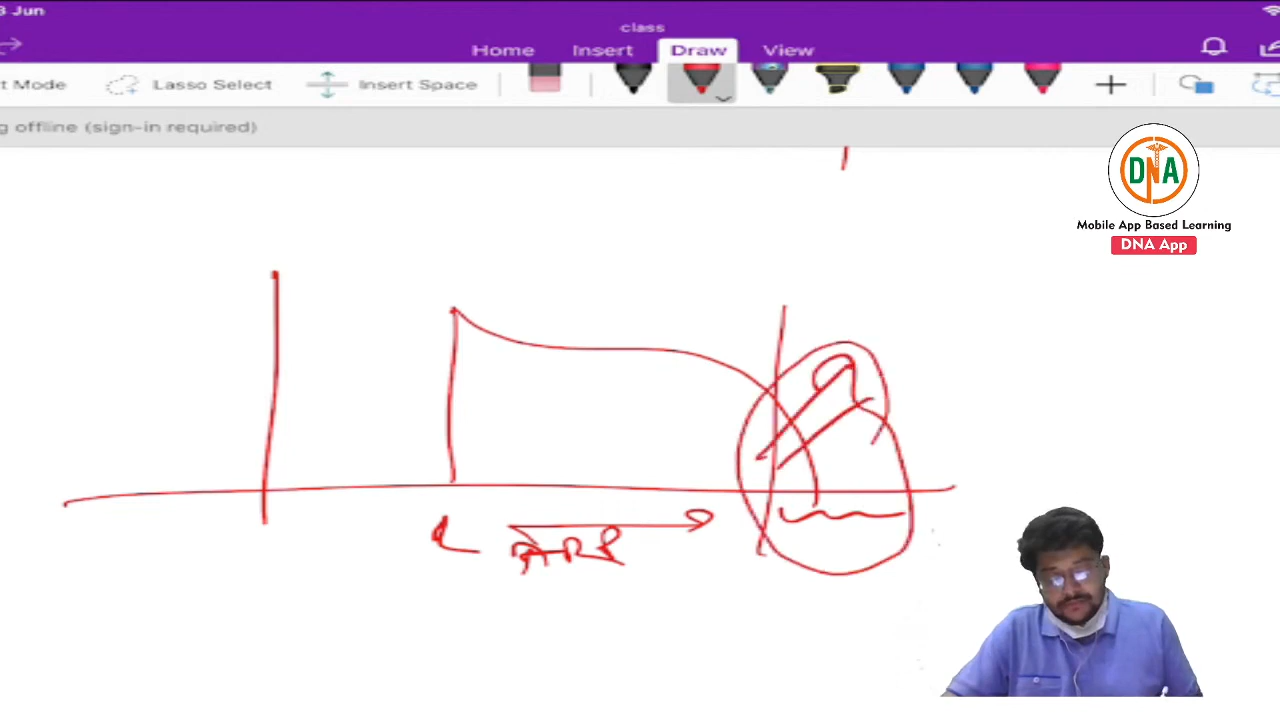 3 Jun
class
Home Insert Draw View
t Mode Lasso Select Insert Space
g offline (sign-in required)
DNA
Mobile App Based Learning
DNA App
ARP